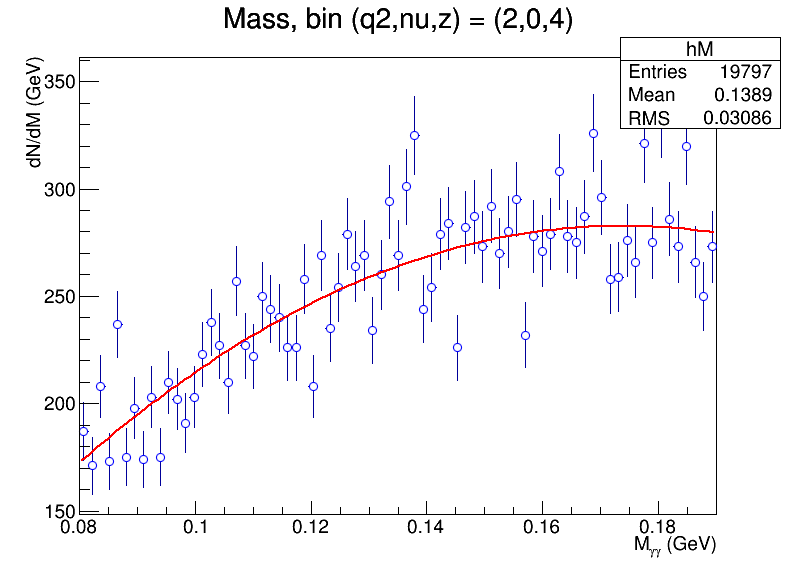 Mass, bin (q2,nu,z) = (2,0,4)
hM
Entries 19797
Mean 0.1389
RMS 0.03086
dN/dM (GeV)
350
300
250
200
150
0.08 0.1 0.12 0.14 0.16 0.18
Mγγ (GeV)